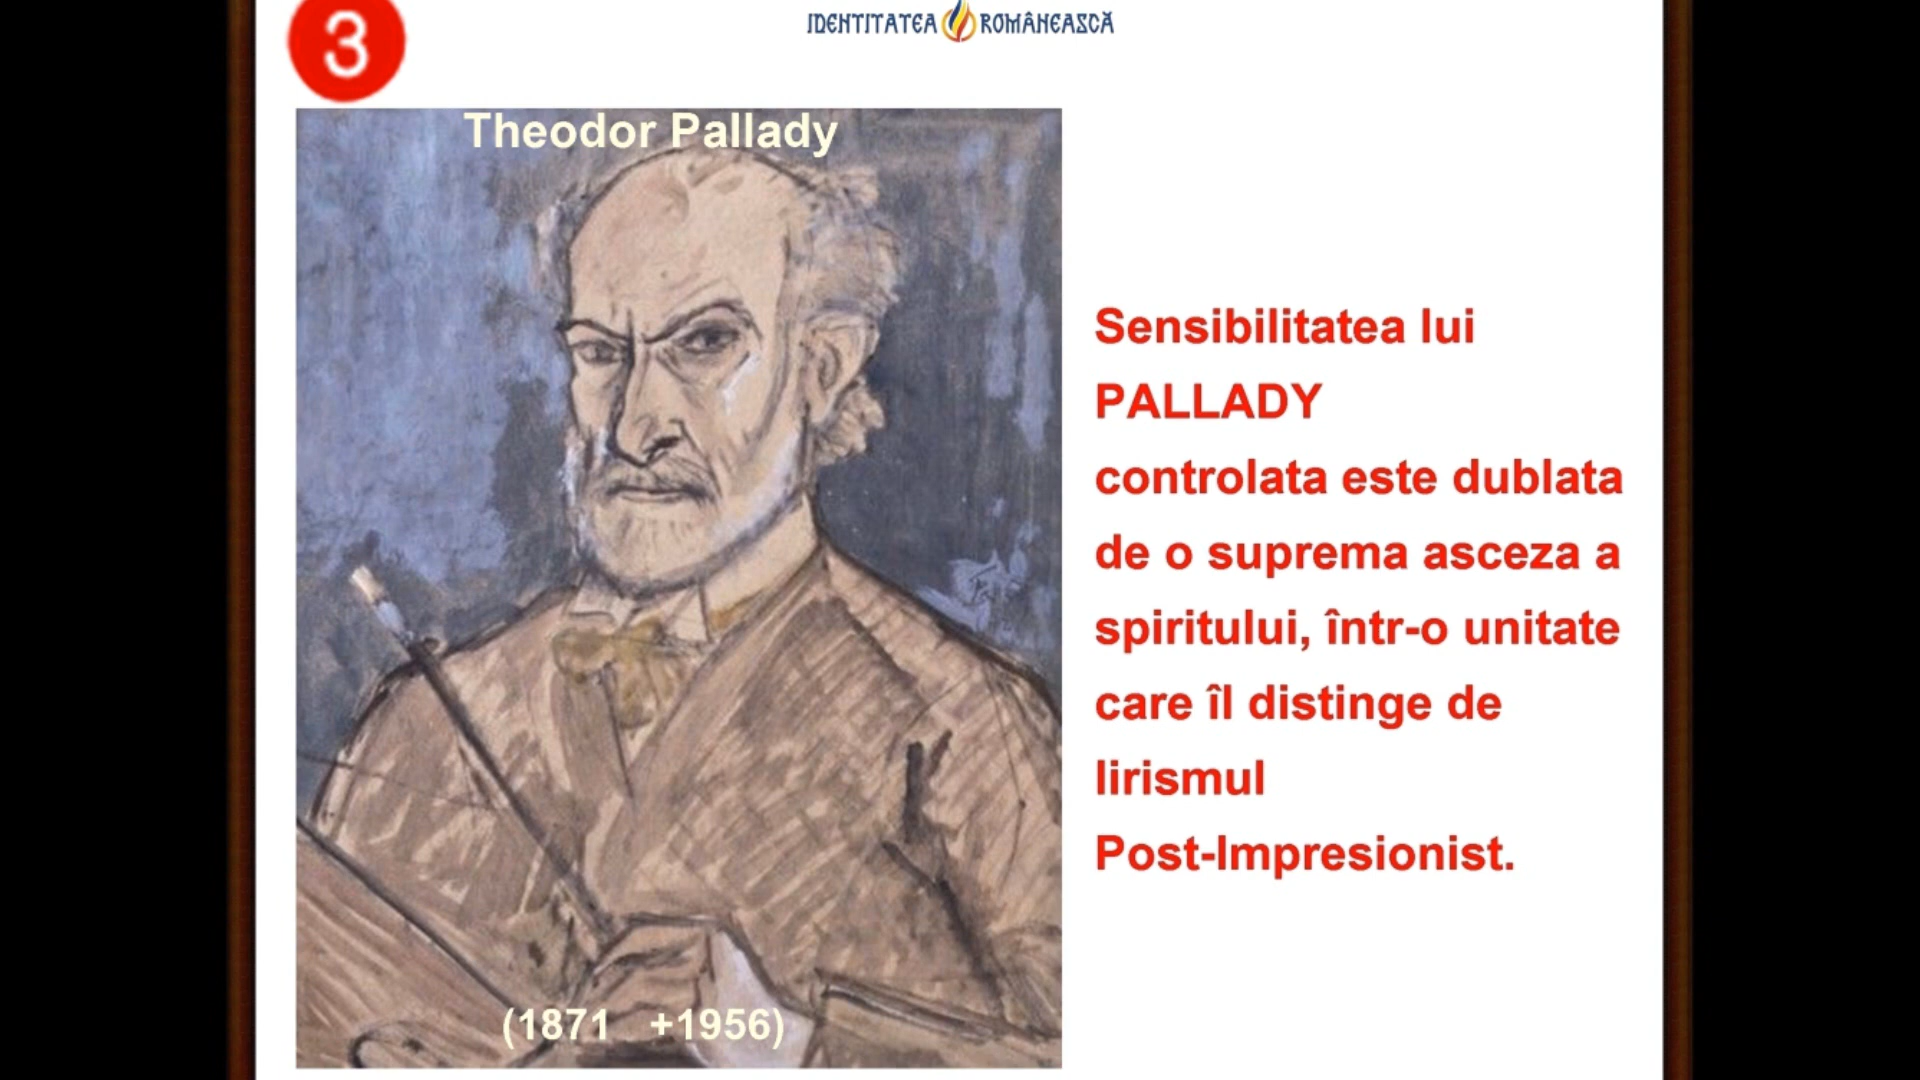 3
IDENTITATEA ROMÂNEASCĂ
Theodor Pallady
(1871 +1956)
Sensibilitatea lui
PALLADY
controlata este dublata
de o suprema asceza a
spiritului, într-o unitate
care îl distinge de
lirismul
Post-Impresionist.